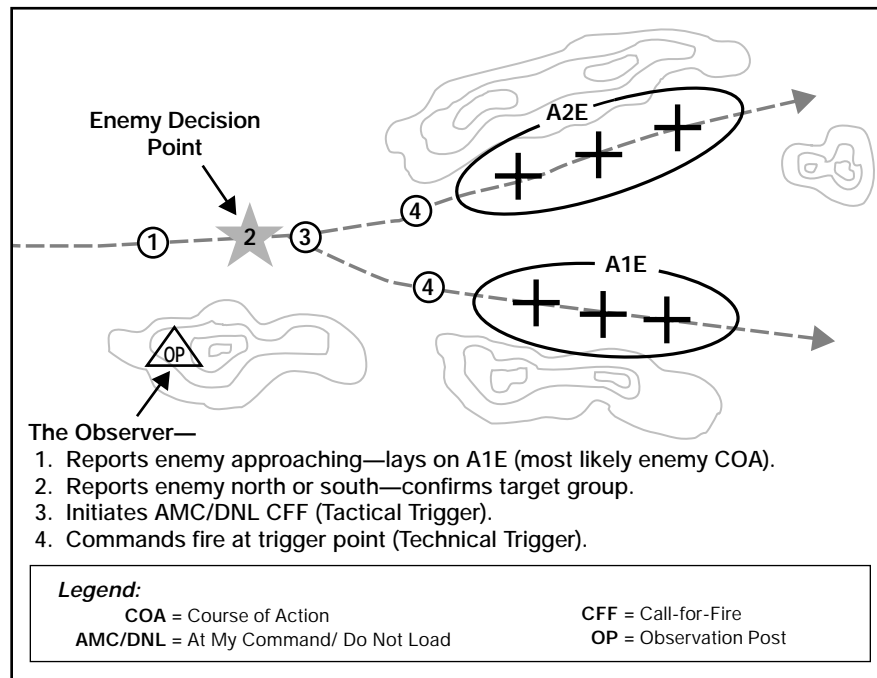 A2E
Enemy Decision
Point
4
1
2
3
A1E
4
OP
The Observer—
1. Reports enemy approaching—lays on A1E (most likely enemy COA).
2. Reports enemy north or south—confirms target group.
3. Initiates AMC/DNL CFF (Tactical Trigger).
4. Commands fire at trigger point (Technical Trigger).
Legend:
COA = Course of Action
AMC/DNL = At My Command/ Do Not Load
CFF = Call-for-Fire
OP = Observation Post